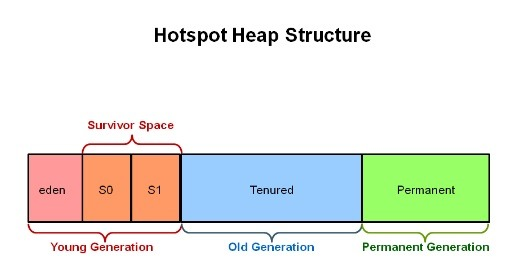 Hotspot Heap Structure
Survivor Space
eden
S0
S1
Tenured
Permanent
Young Generation
Old Generation
Permanent Generation